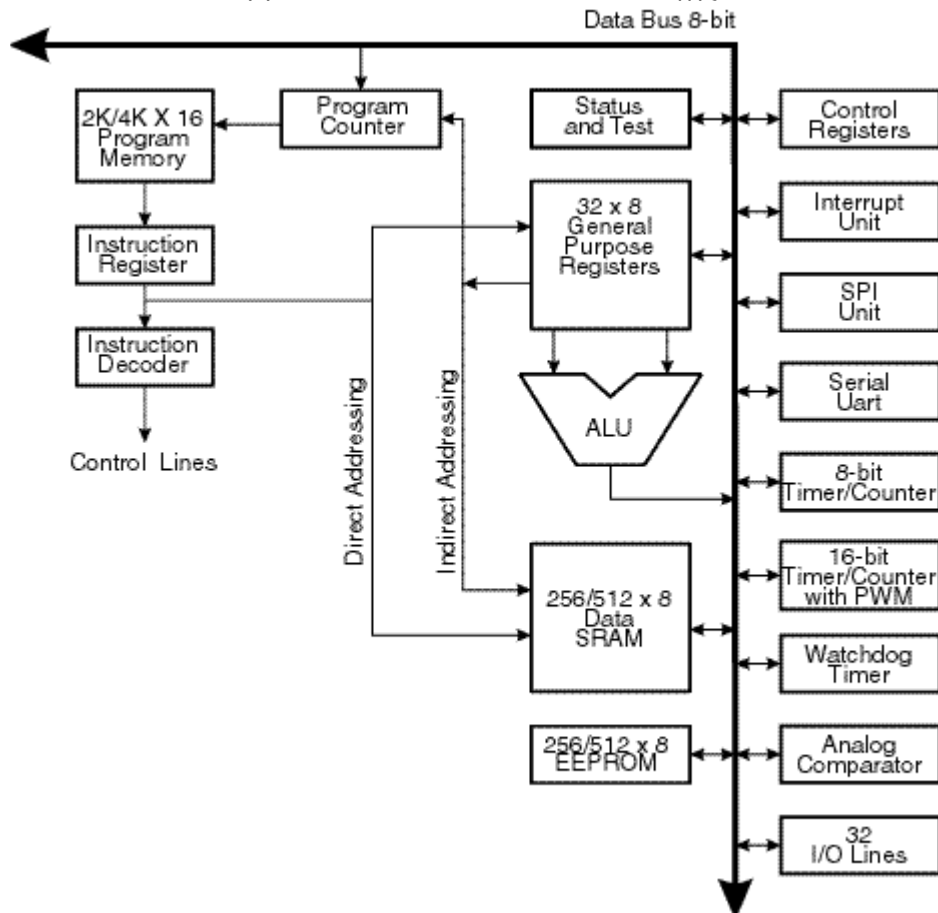 Data Bus 8-bit
2K/4K X 16
Program
Memory
Program
Counter
Status
and Test
Control
Registers
Instruction
Register
32 x 8
General
Purpose
Registers
Interrupt
Unit
SPI
Unit
Instruction
Decoder
Control Lines
Direct Addressing
Indirect Addressing
ALU
Serial
Uart
8-bit
Timer/Counter
256/512 x 8
Data
SRAM
16-bit
Timer/Counter
with PWM
Watchdog
Timer
256/512 x 8
EEPROM
Analog
Comparator
32
I/O Lines